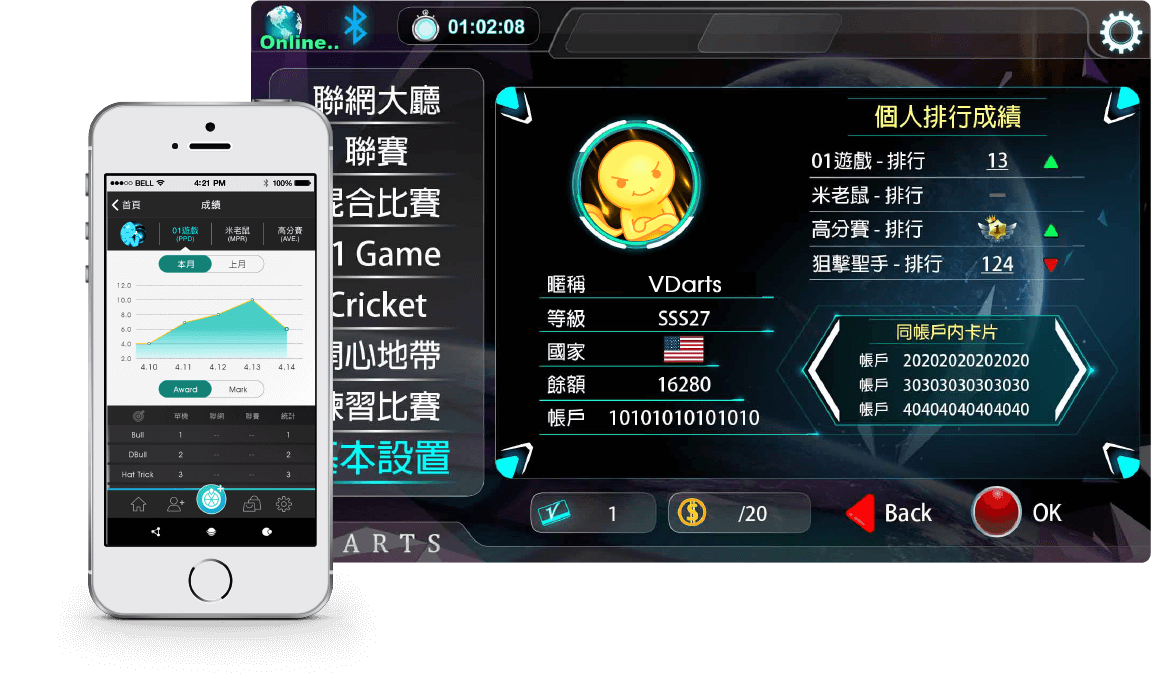 Online..
01:02:08
聯網大廳
聯賽
合比賽
1 Game
Cricket
心地帶
習比賽
本設置
ARTS
VDarts
暱稱 VDarts
等級 SSS27
國家
餘額 16280
帳戶 10101010101010
個人排行成績
01遊戲 - 排行 13
米老鼠 - 排行 –
高分賽 - 排行 1
狙擊聖手 - 排行 124
同帳戶內卡片
帳戶 20202020202020
帳戶 30303030303030
帳戶 40404040404040
1
/20
Back
OK
BELL 4:21 PM 100%
首頁 成績
01遊戲 米老鼠 高分賽
(PPD) (MPR) (AVE.)
本月 上月
12.0
10.0
8.0
6.0
4.0
2.0
4.10 4.11 4.12 4.13 4.14
Award Mark
單機 聯網 聯賽 統計
Bull 1 -- -- 1
DBull 2 -- -- 2
Hat Trick 3 -- -- 3